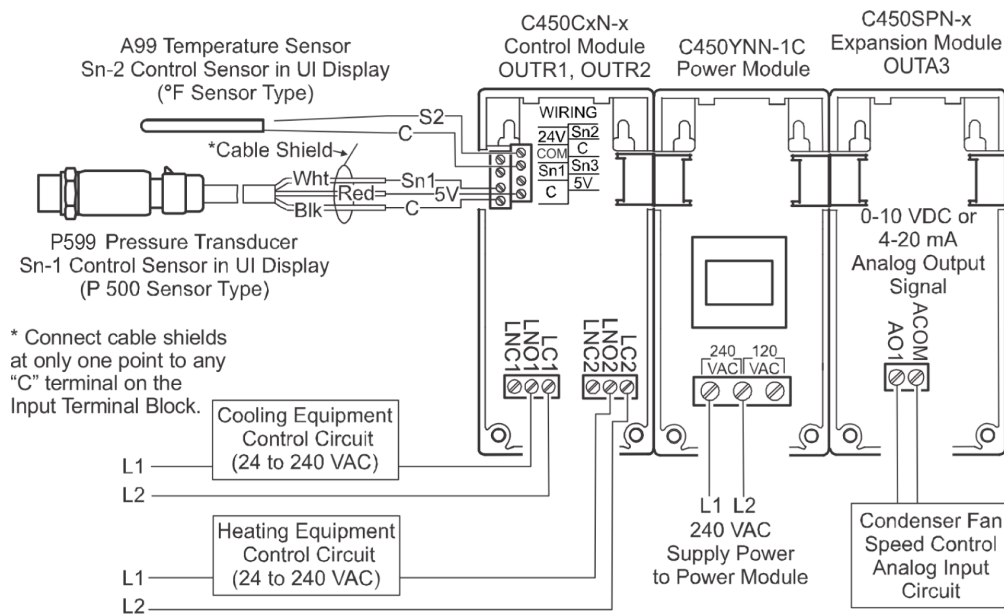 C450CxN-x
Control Module
OUTR1, OUTR2
C450YNN-1C
Power Module
C450SPN-x
Expansion Module
OUTA3
A99 Temperature Sensor
Sn-2 Control Sensor in UI Display
(°F Sensor Type)
S2
C
*Cable Shield
Wht
Red
Blk
Sn1
5V
C
WIRING
24V
COM
Sn1
C
Sn2
C
Sn3
5V
P599 Pressure Transducer
Sn-1 Control Sensor in UI Display
(P 500 Sensor Type)
0-10 VDC or
4-20 mA
Analog Output
Signal
* Connect cable shields
at only one point to any
“C” terminal on the
Input Terminal Block.
LNC1
LNO1
LC1
LNC2
LNO2
LC2
240
VAC
120
VAC
AO1
ACOM
Cooling Equipment
Control Circuit
(24 to 240 VAC)
L1
L2
Heating Equipment
Control Circuit
(24 to 240 VAC)
L1
L2
L1 L2
240 VAC
Supply Power
to Power Module
Condenser Fan
Speed Control
Analog Input
Circuit